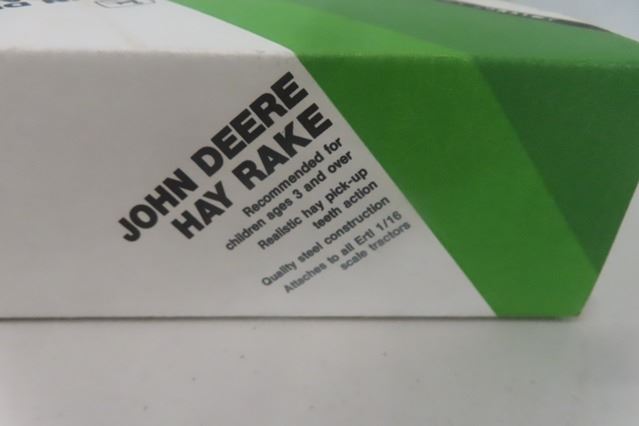 JOHN DEERE
HAY RAKE
Recommended for
children ages 3 and over
Realistic hay pick-up
teeth action
Quality steel construction
Attaches to all Ertl 1/16
scale tractors